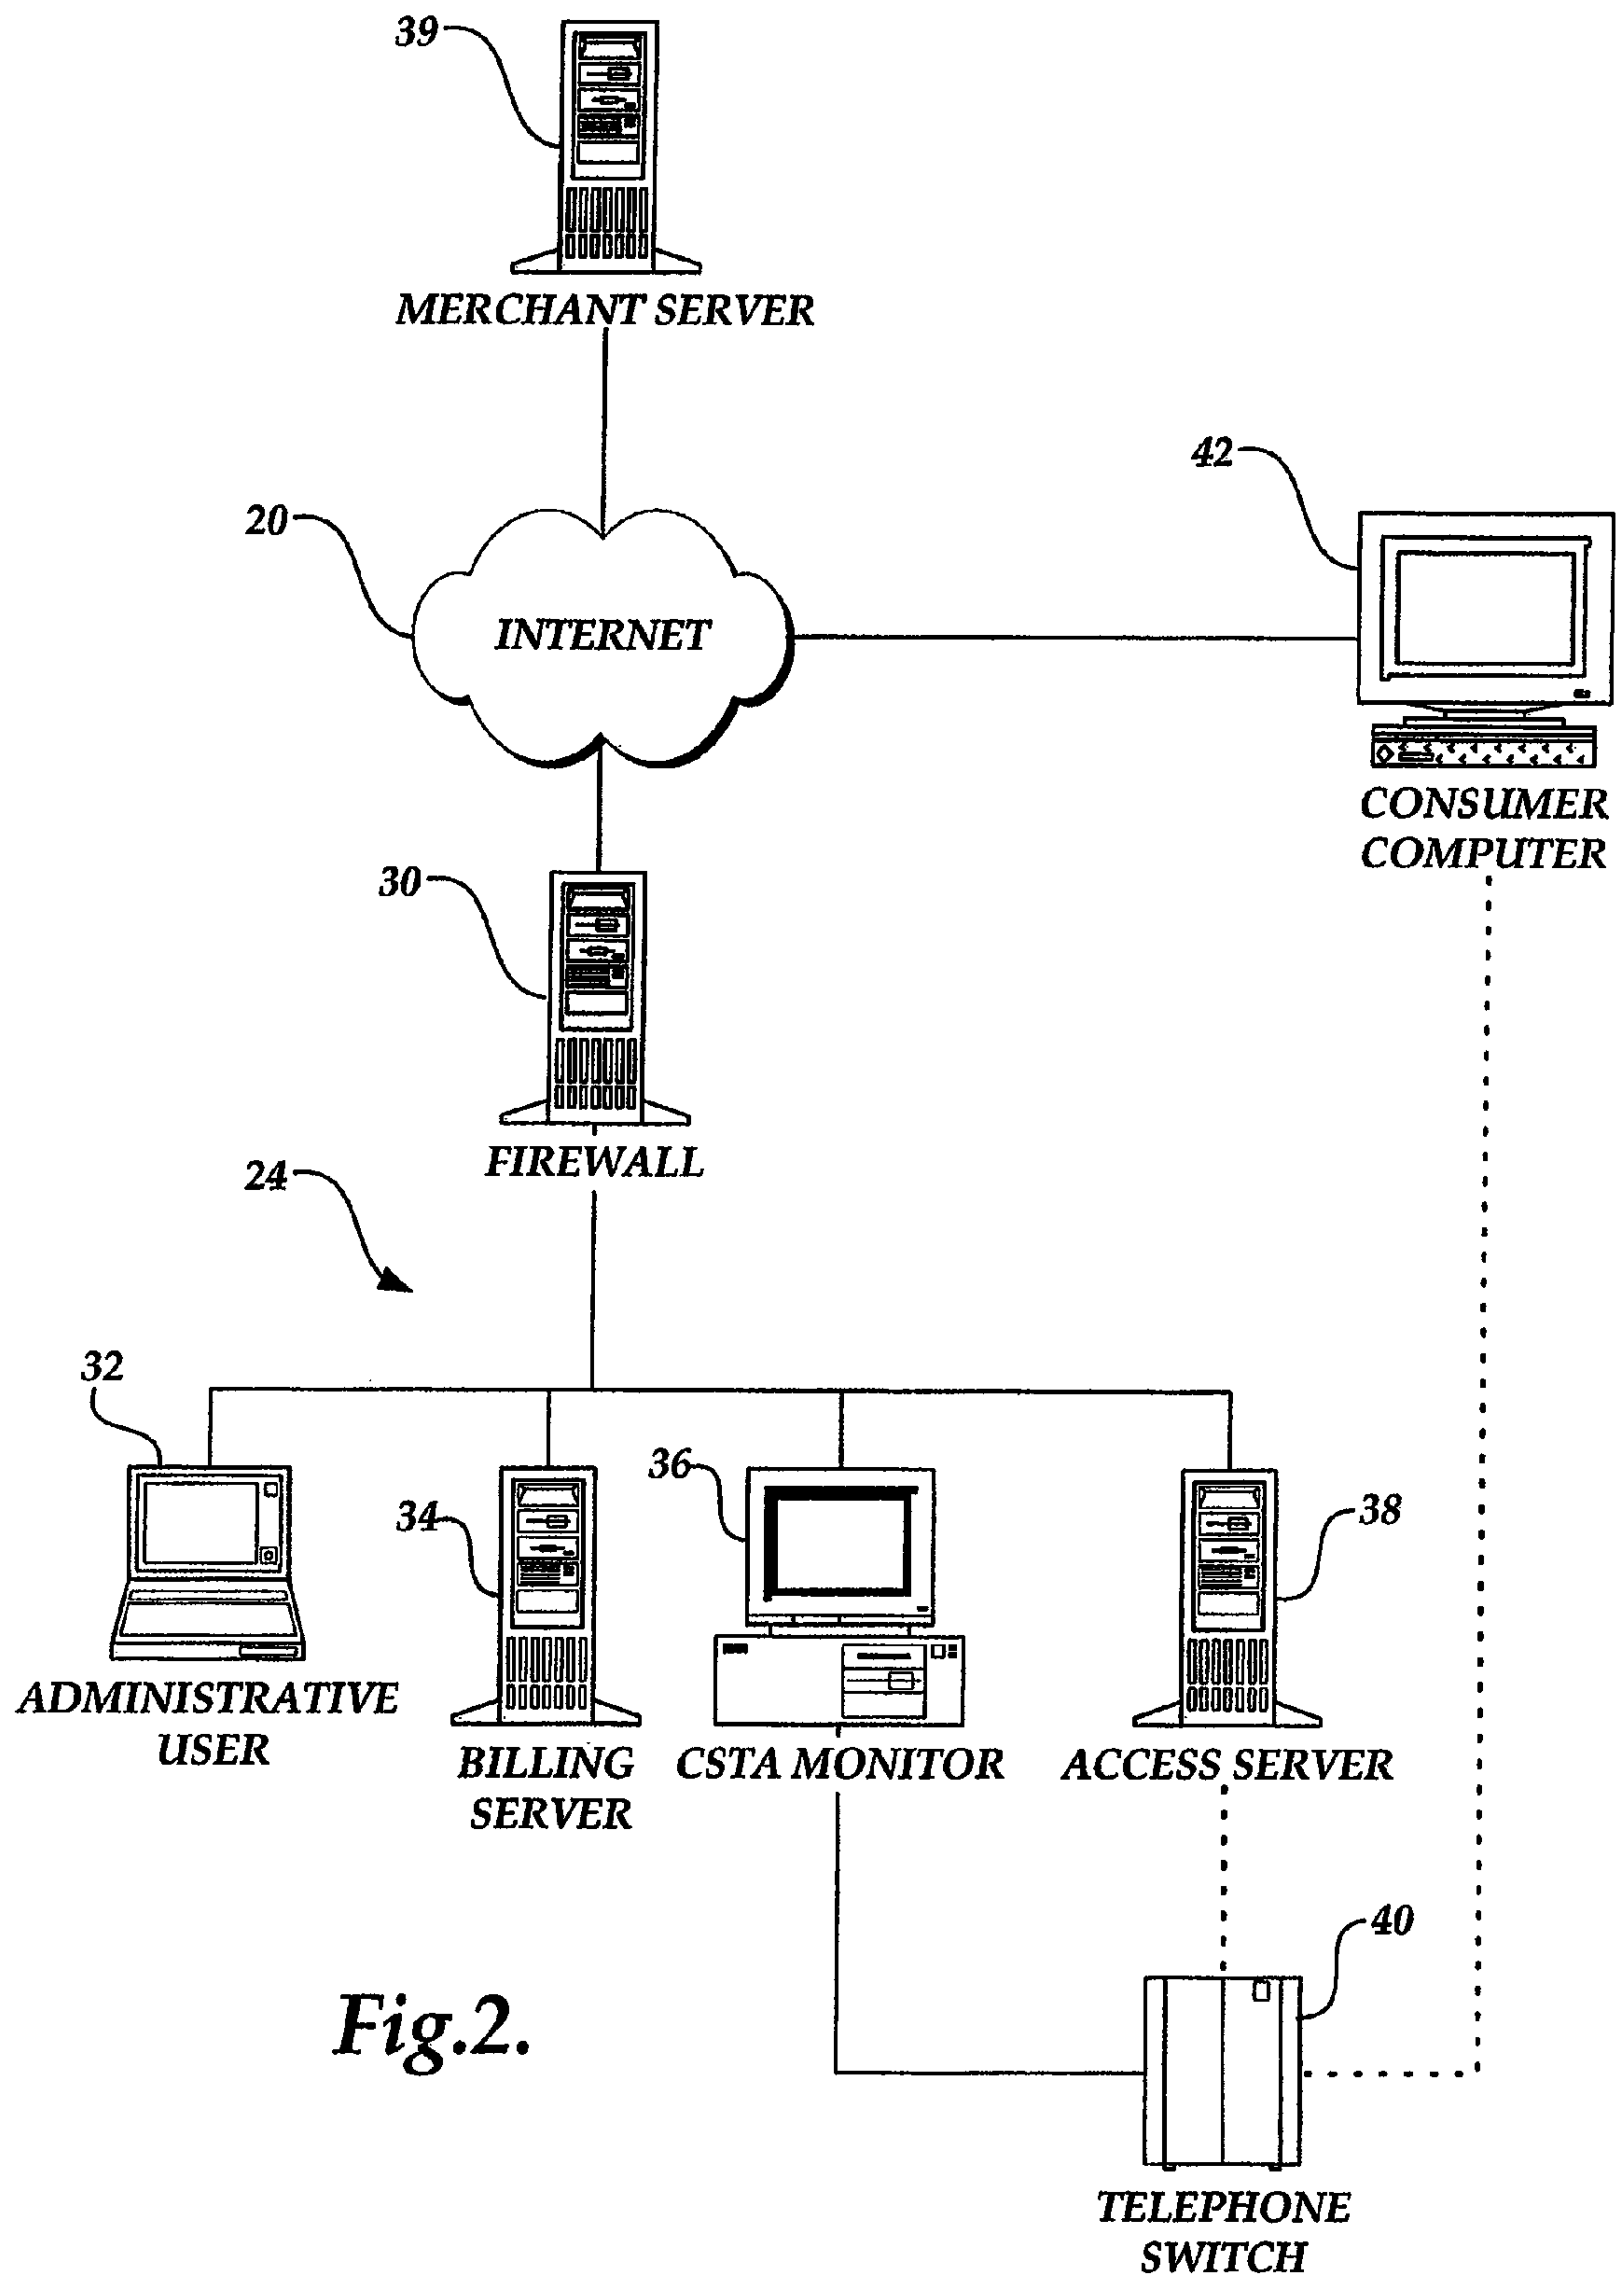 39
MERCHANT SERVER
42
20
INTERNET
CONSUMER
COMPUTER
30
FIREWALL
24
32
36
34
38
ADMINISTRATIVE
USER
BILLING
SERVER
CSTA MONITOR
ACCESS SERVER
40
Fig.2.
TELEPHONE
SWITCH